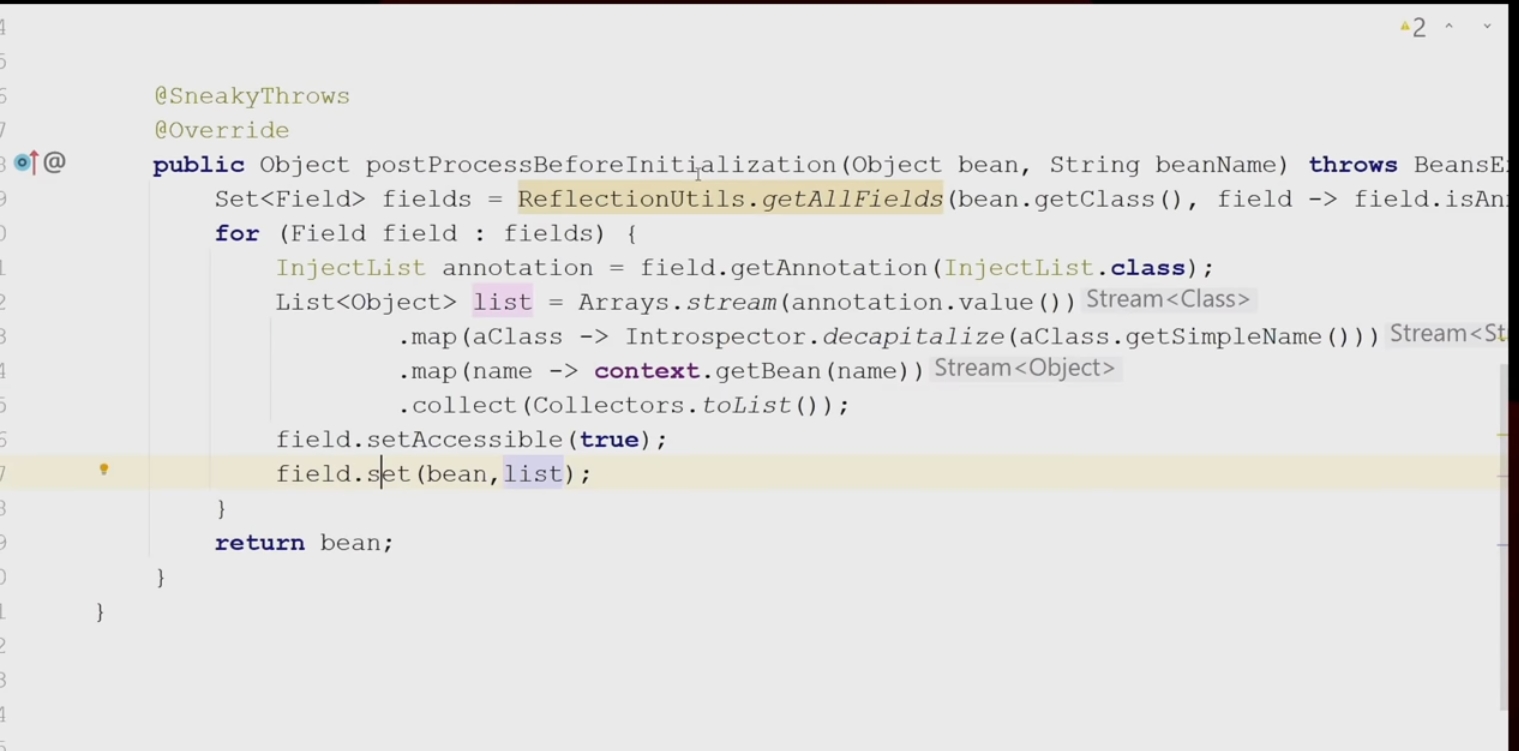 2
@SneakyThrows
@Override
public Object postProcessBeforeInitialization(Object bean, String beanName) throws BeansE
Set<Field> fields = ReflectionUtils.getAllFields(bean.getClass(), field -> field.isAn
for (Field field : fields) {
InjectList annotation = field.getAnnotation(InjectList.class);
List<Object> list = Arrays.stream(annotation.value()) Stream<Class>
.map(aClass -> Introspector.decapitalize(aClass.getSimpleName())) Stream<St
.map(name -> context.getBean(name)) Stream<Object>
.collect(Collectors.toList());
field.setAccessible(true);
field.set(bean,list);
}
return bean;
}
}